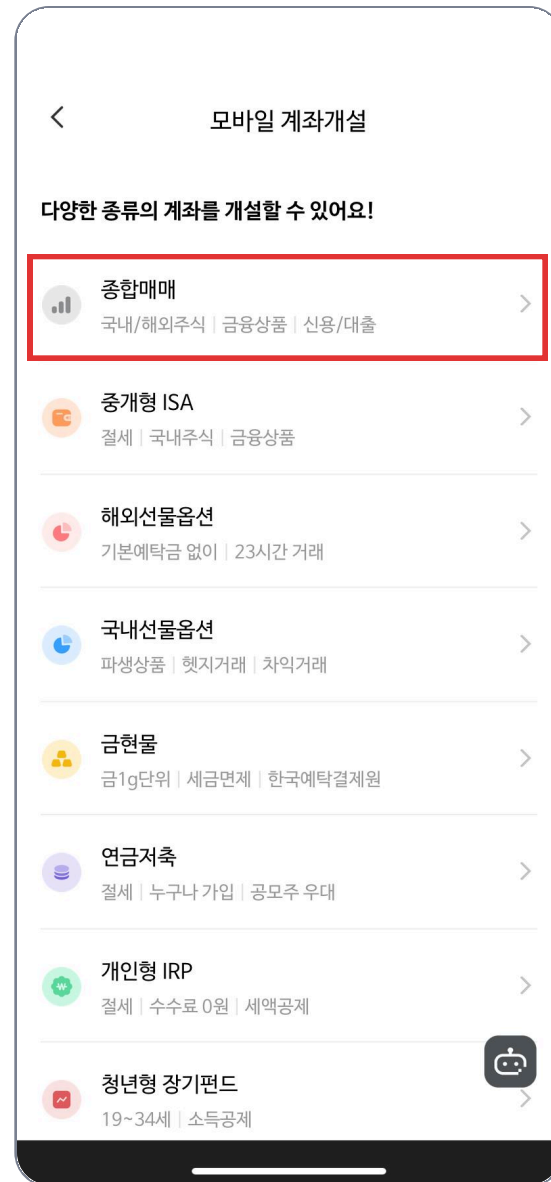 모바일 계좌개설
다양한 종류의 계좌를 개설할 수 있어요!
종합매매
국내/해외주식 | 금융상품 | 신용/대출
중개형 ISA
절세 | 국내주식 | 금융상품
해외선물옵션
기본예탁금 없이 | 23시간 거래
국내선물옵션
파생상품 | 헷지거래 | 차익거래
금현물
금1g단위 | 세금면제 | 한국예탁결제원
연금저축
절세 | 누구나 가입 | 공모주 우대
개인형 IRP
절세 | 수수료 0원 | 세액공제
청년형 장기펀드
19~34세 | 소득공제